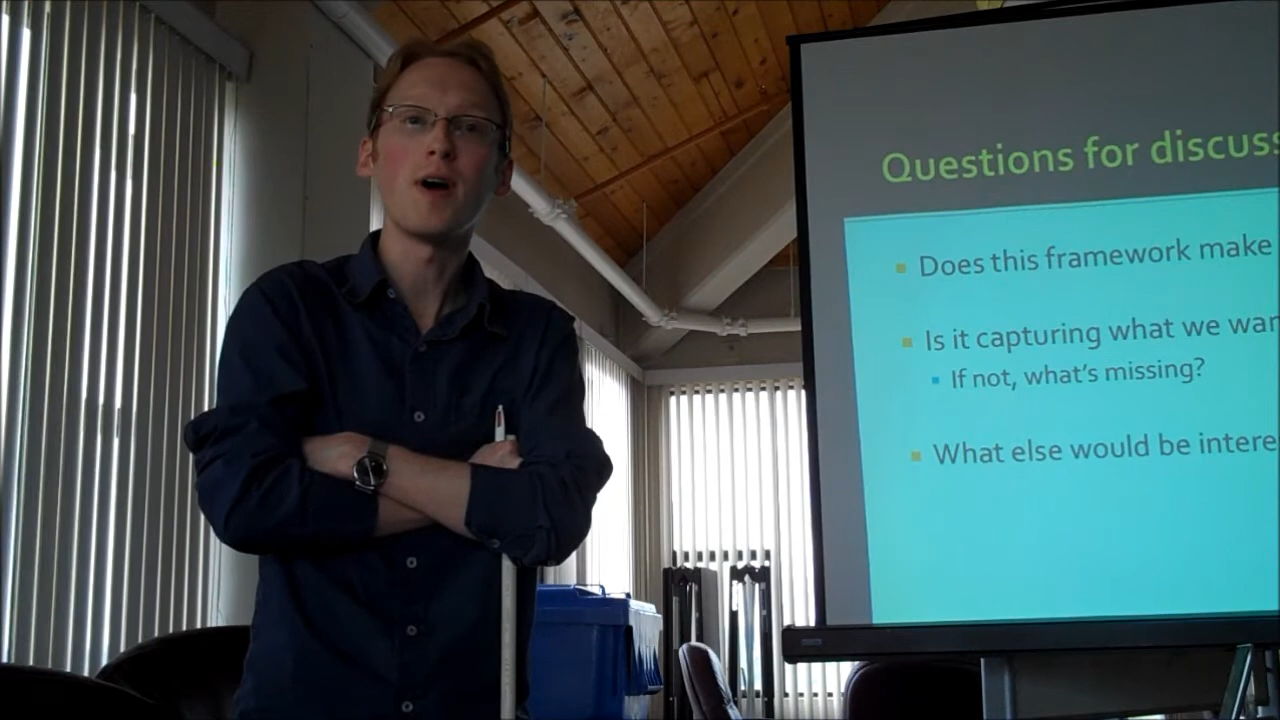 Questions for discuss
Does this framework make
Is it capturing what we wan
If not, what's missing?
What else would be intere